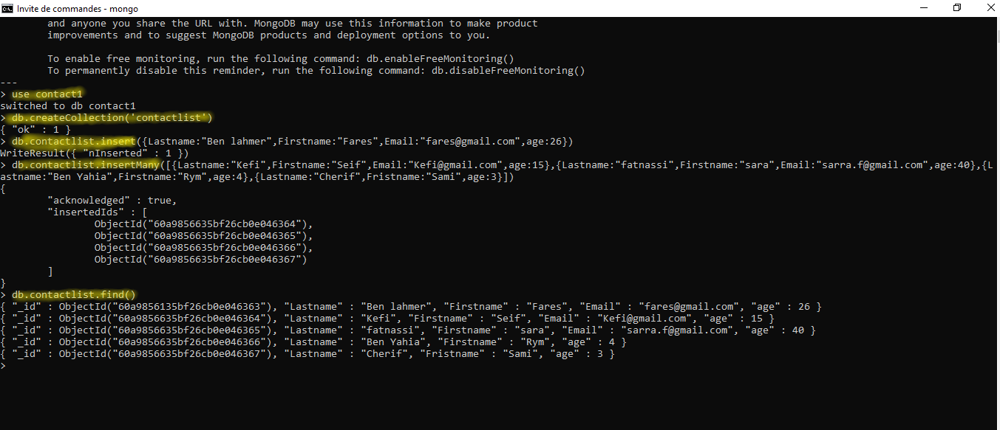 Invite de commandes - mongo
and anyone you share the URL with. MongoDB may use this information to make product
improvements and to suggest MongoDB products and deployment options to you.
To enable free monitoring, run the following command: db.enableFreeMonitoring()
To permanently disable this reminder, run the following command: db.disableFreeMonitoring()
---
> use contact1
switched to db contact1
> db.createCollection('contactlist')
{ "ok" : 1 }
> db.contactlist.insert({Lastname:"Ben lahmer",Firstname:"Fares",Email:"fares@gmail.com",age:26})
WriteResult({ "nInserted" : 1 })
> db.contactlist.insertMany([{Lastname:"Kefi",Firstname:"Seif",Email:"Kefi@gmail.com",age:15},{Lastname:"fatnassi",Firstname:"sara",Email:"sarra.f@gmail.com",age:40},{L
astname:"Ben Yahia",Firstname:"Rym",age:4},{Lastname:"Cherif",Fristname:"Sami",age:3}])
{
"acknowledged" : true,
"insertedIds" : [
ObjectId("60a9856635bf26cb0e046364"),
ObjectId("60a9856635bf26cb0e046365"),
ObjectId("60a9856635bf26cb0e046366"),
ObjectId("60a9856635bf26cb0e046367")
]
}
> db.contactlist.find()
{ "_id" : ObjectId("60a9856135bf26cb0e046363"), "Lastname" : "Ben lahmer", "Firstname" : "Fares", "Email" : "fares@gmail.com", "age" : 26 }
{ "_id" : ObjectId("60a9856635bf26cb0e046364"), "Lastname" : "Kefi", "Firstname" : "Seif", "Email" : "Kefi@gmail.com", "age" : 15 }
{ "_id" : ObjectId("60a9856635bf26cb0e046365"), "Lastname" : "fatnassi", "Firstname" : "sara", "Email" : "sarra.f@gmail.com", "age" : 40 }
{ "_id" : ObjectId("60a9856635bf26cb0e046366"), "Lastname" : "Ben Yahia", "Firstname" : "Rym", "age" : 4 }
{ "_id" : ObjectId("60a9856635bf26cb0e046367"), "Lastname" : "Cherif", "Fristname" : "Sami", "age" : 3 }
>